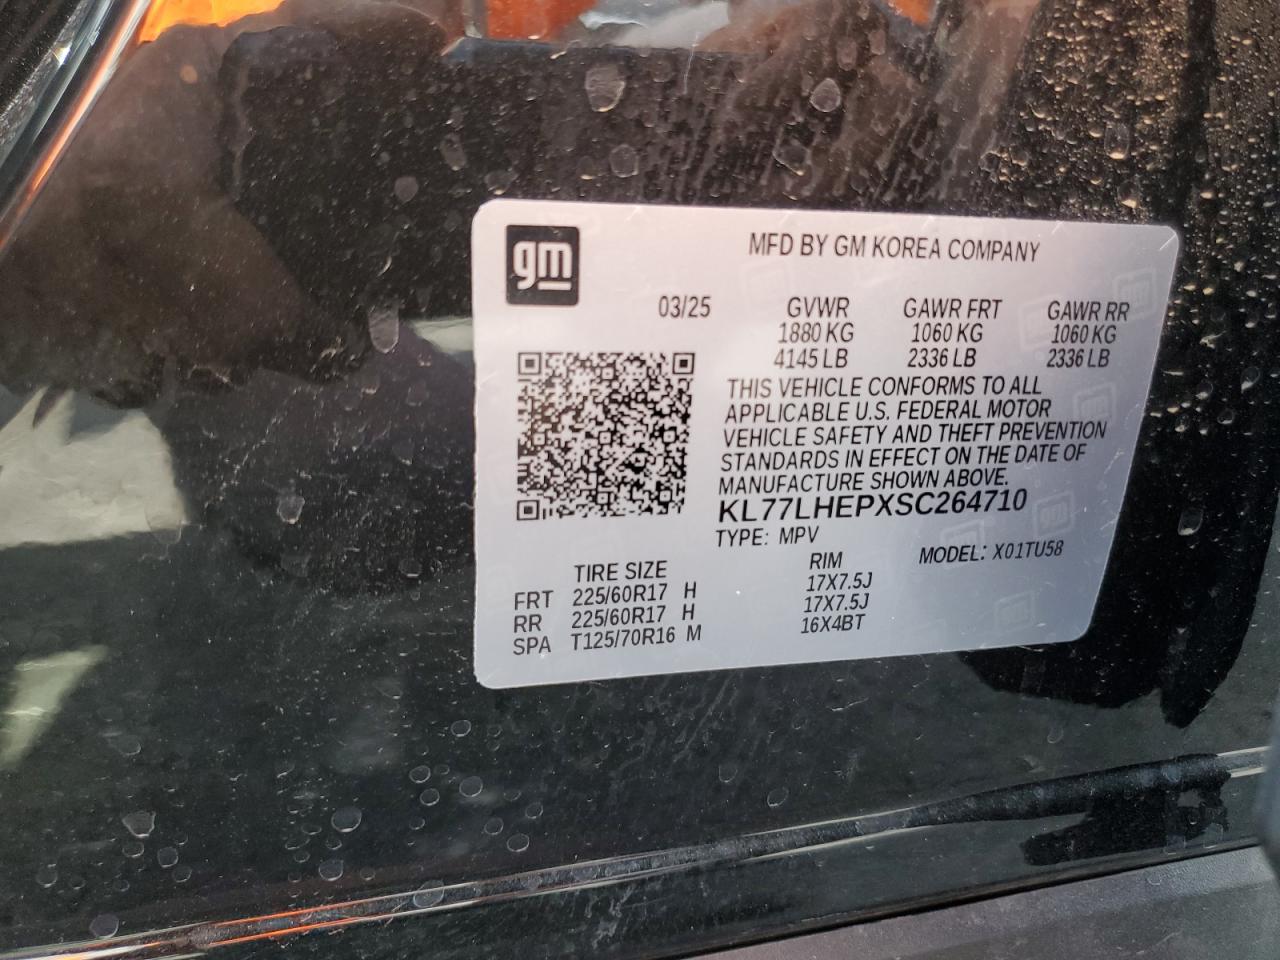 gm
MFD BY GM KOREA COMPANY
03/25 GVWR GAWR FRT GAWR RR
1880 KG 1060 KG 1060 KG
4145 LB 2336 LB 2336 LB
THIS VEHICLE CONFORMS TO ALL
APPLICABLE U.S. FEDERAL MOTOR
VEHICLE SAFETY AND THEFT PREVENTION
STANDARDS IN EFFECT ON THE DATE OF
MANUFACTURE SHOWN ABOVE.
KL77LHEPXSC264710
TYPE: MPV MODEL: X01TU58
TIRE SIZE RIM
FRT 225/60R17 H 17X7.5J
RR 225/60R17 H 17X7.5J
SPA T125/70R16 M 16X4BT